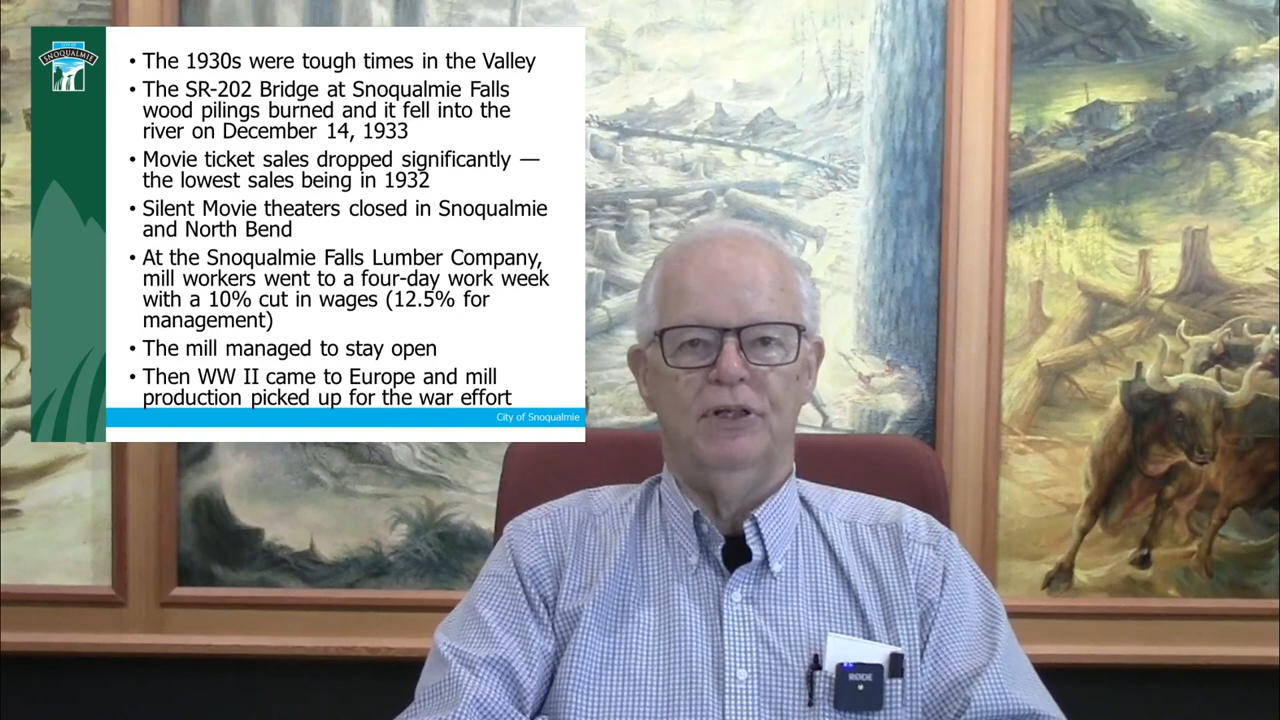 CITY OF
SNOQUALMIE
• The 1930s were tough times in the Valley
• The SR-202 Bridge at Snoqualmie Falls
wood pilings burned and it fell into the
river on December 14, 1933
• Movie ticket sales dropped significantly —
the lowest sales being in 1932
• Silent Movie theaters closed in Snoqualmie
and North Bend
• At the Snoqualmie Falls Lumber Company,
mill workers went to a four-day work week
with a 10% cut in wages (12.5% for
management)
• The mill managed to stay open
• Then WW II came to Europe and mill
production picked up for the war effort
City of Snoqualmie
RØDE